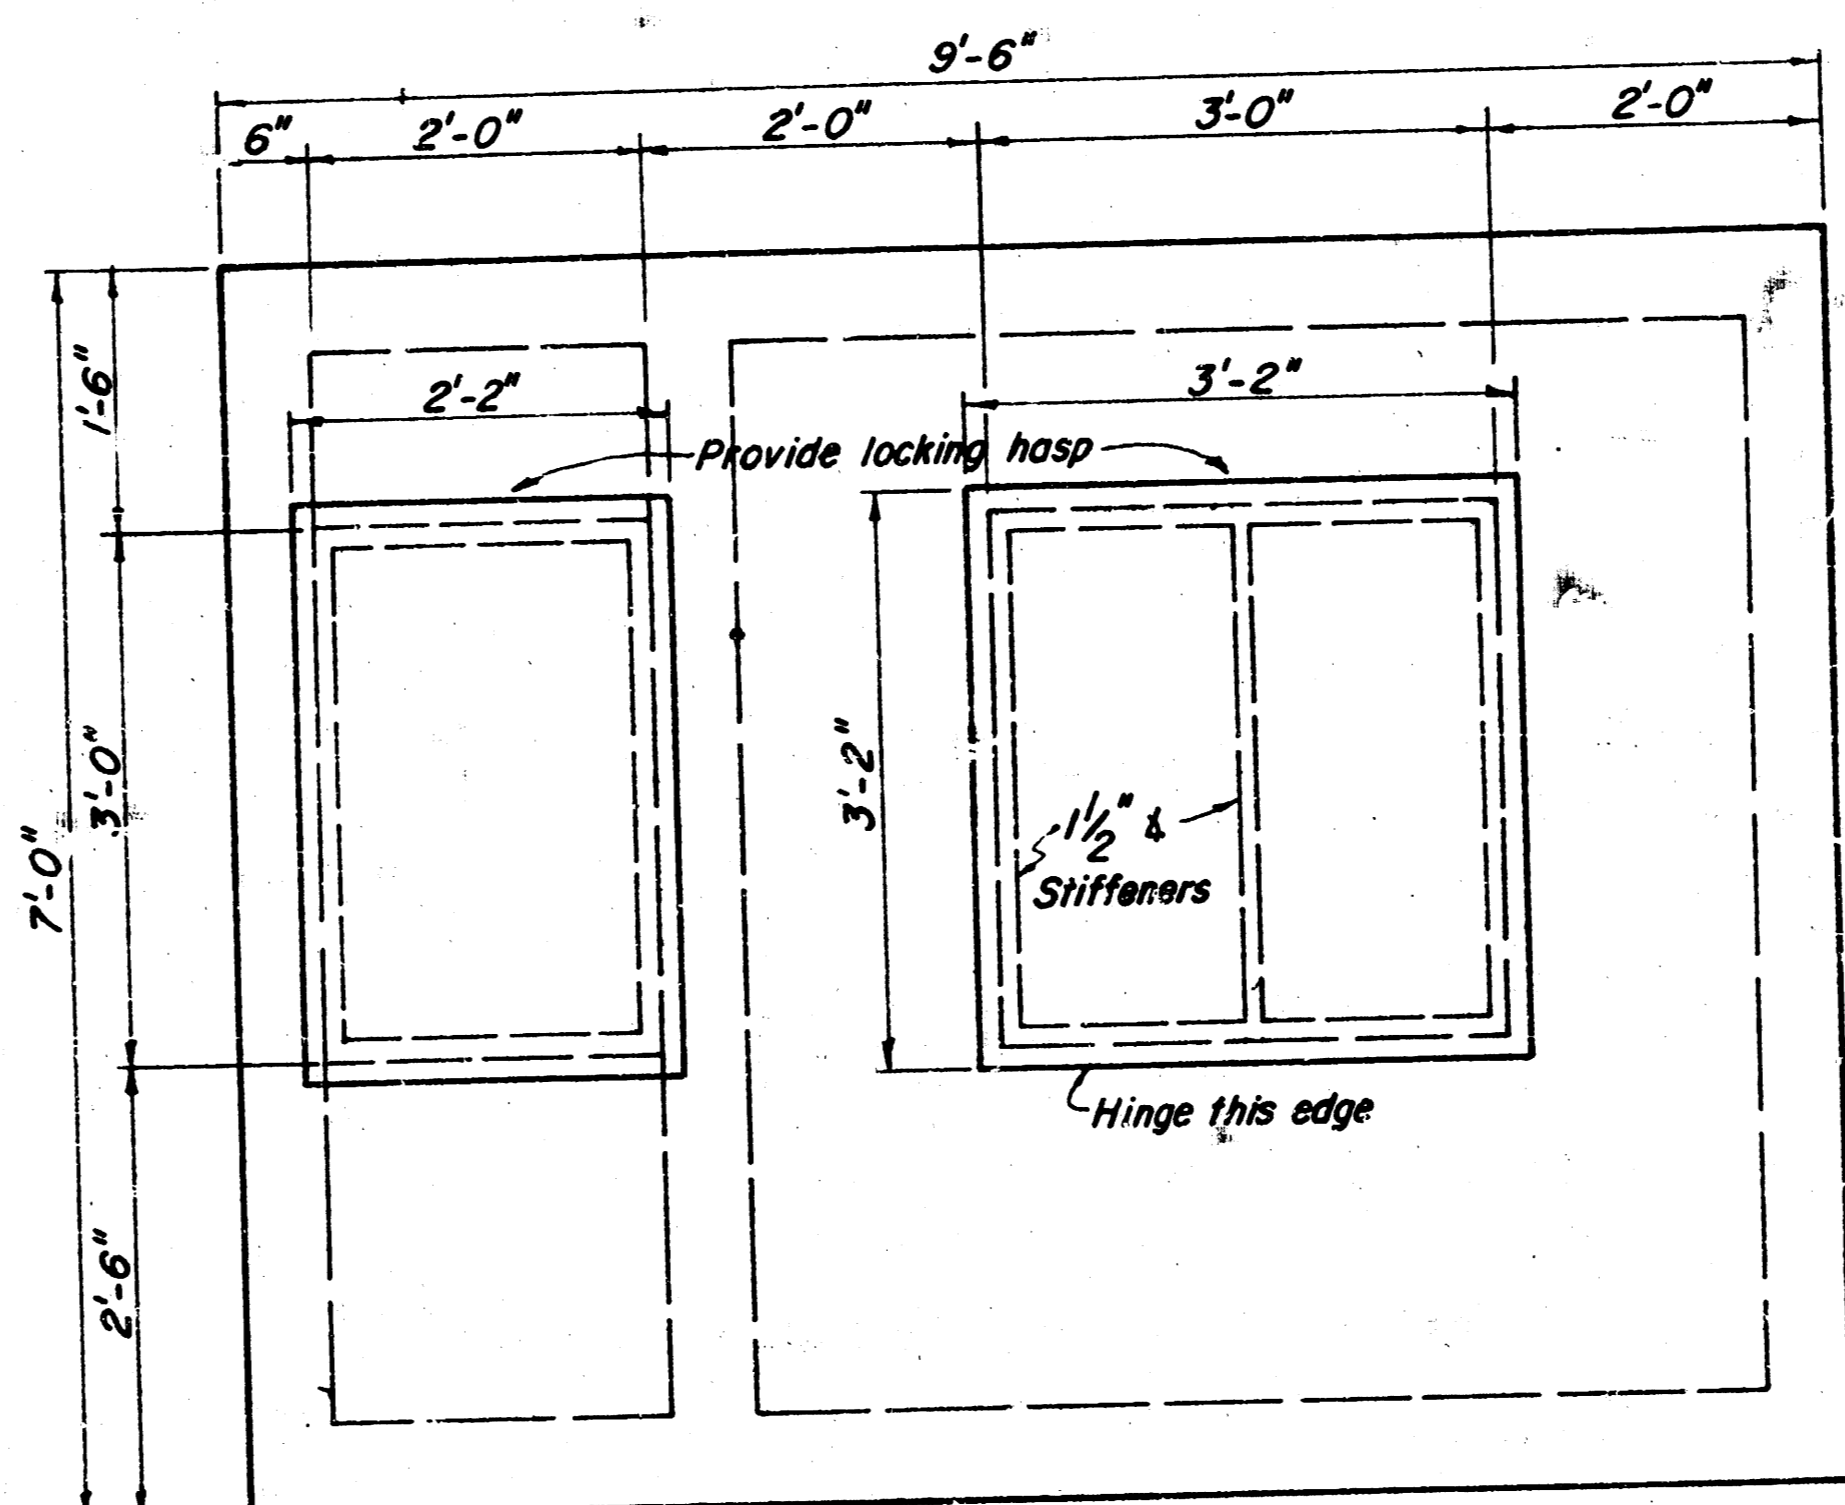 9'-6"
6" 2'-0" 2'-0" 3'-0" 2'-0"
1'-6"
2'-2"
3'-2"
Provide locking hasp
3'-0"
7'-0"
3'-2"
1½" ∡
Stiffeners
Hinge this edge
2'-6"